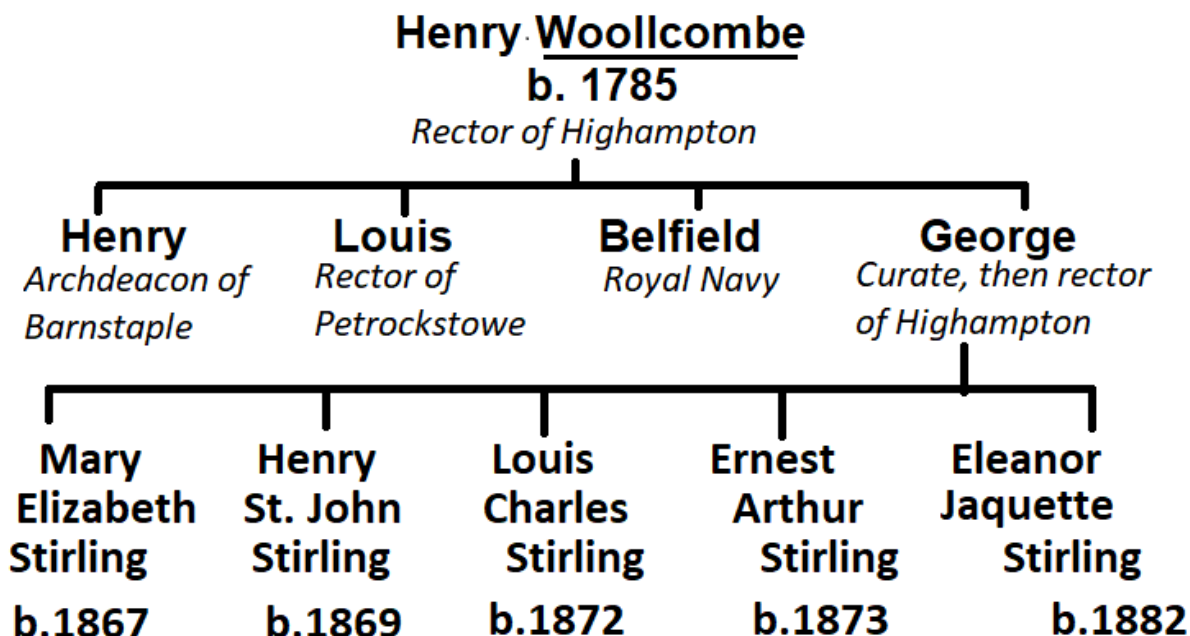 Henry Woollcombe
b. 1785
Rector of Highampton
Henry Louis Belfield George
Archdeacon of Rector of Royal Navy Curate, then rector
Barnstaple Petrockstowe of Highampton
Mary Henry Louis Ernest Eleanor
Elizabeth St. John Charles Arthur Jaquette
Stirling Stirling Stirling Stirling Stirling
b.1867 b.1869 b.1872 b.1873 b.1882